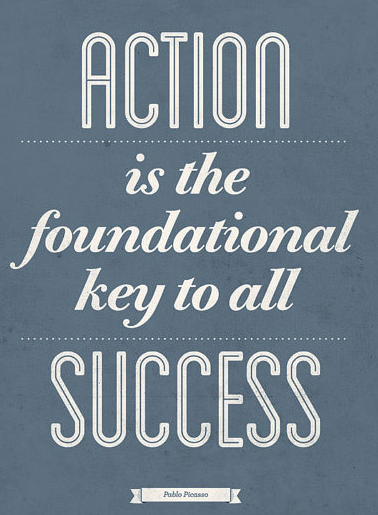 ACTION
is the
foundational
key to all
SUCCESS
Pablo Picasso